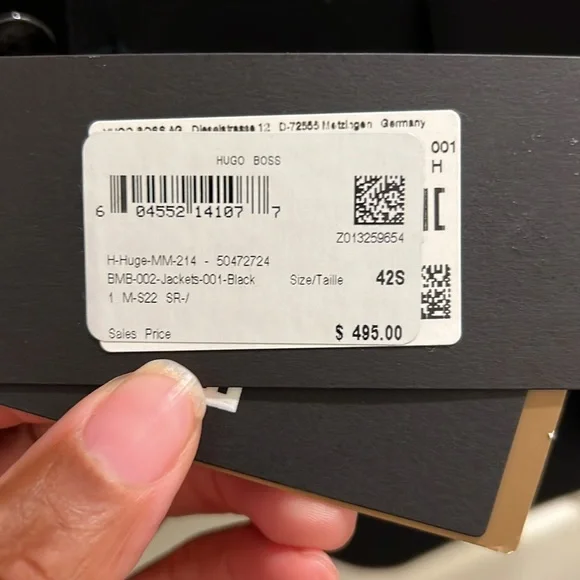 HUGO BOSS AG Dieselstrasse 12 D-72555 Metzingen Germany
001
H
HUGO BOSS
6 04552 14107 7
Z013259654
H-Huge-MM-214 - 50472724
BMB-002-Jackets-001-Black Size/Taille 42S
1 M-S22 SR-/
Sales Price $ 495.00